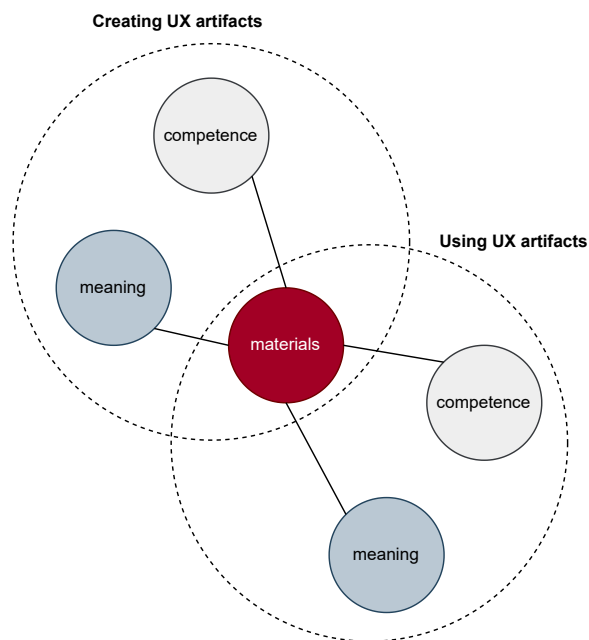 Creating UX artifacts
competence
Using UX artifacts
meaning
materials
competence
meaning